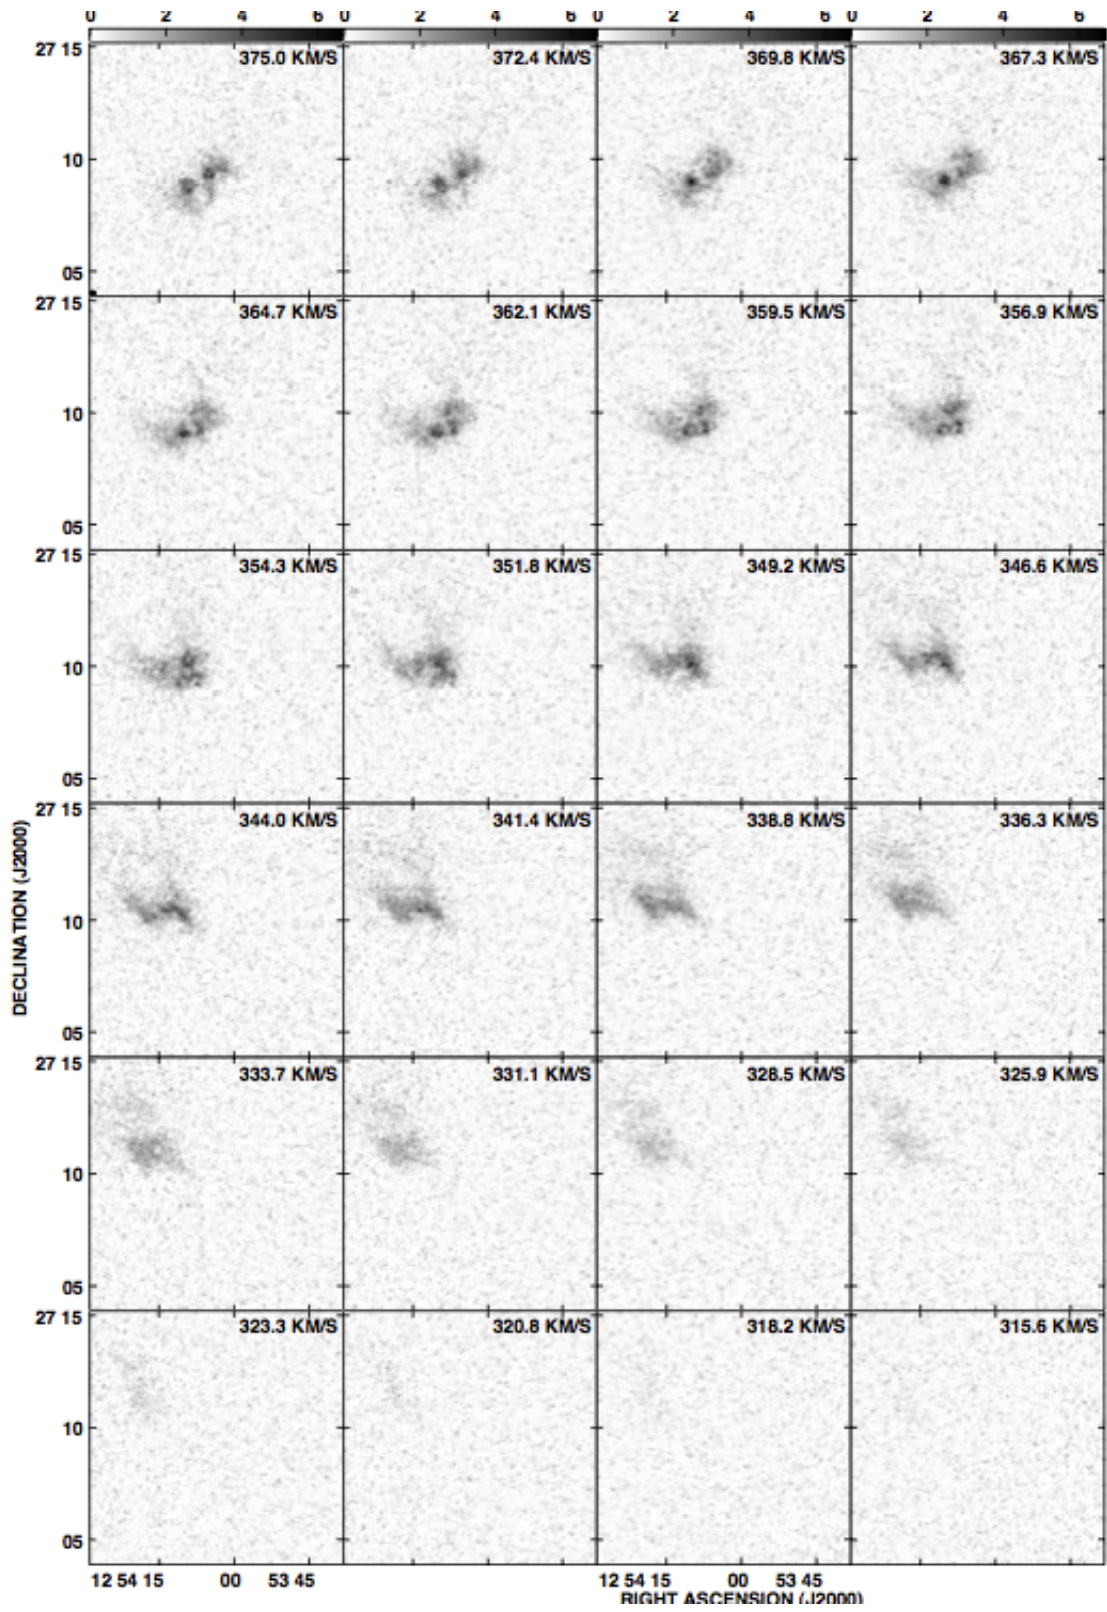 0 2 4 6 0 2 4 6 0 2 4 6 0 2 4 6
27 15 375.0 KM/S 372.4 KM/S 369.8 KM/S 367.3 KM/S
10
05
27 15 364.7 KM/S 362.1 KM/S 359.5 KM/S 356.9 KM/S
10
05
27 15 354.3 KM/S 351.8 KM/S 349.2 KM/S 346.6 KM/S
10
05
27 15 344.0 KM/S 341.4 KM/S 338.8 KM/S 336.3 KM/S
DECLINATION (J2000)
10
05
27 15 333.7 KM/S 331.1 KM/S 328.5 KM/S 325.9 KM/S
10
05
27 15 323.3 KM/S 320.8 KM/S 318.2 KM/S 315.6 KM/S
10
05
12 54 15 00 53 45 12 54 15 00 53 45
RIGHT ASCENSION (J2000)